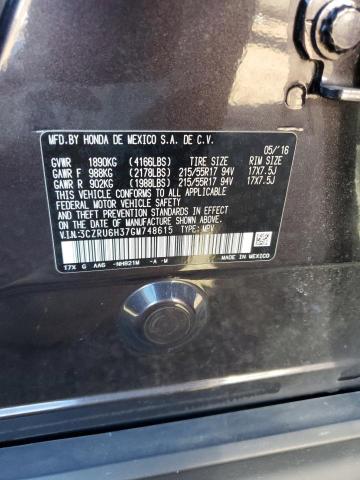 MFD.BY HONDA DE MEXICO S.A. DE C.V.
05/'16
GVWR 1890KG (4166LBS) TIRE SIZE RIM SIZE
GAWR F 988KG (2178LBS) 215/55R17 94V 17X7.5J
GAWR R 902KG (1988LBS) 215/55R17 94V 17X7.5J
THIS VEHICLE CONFORMS TO ALL APPLICABLE
FEDERAL MOTOR VEHICLE SAFETY
STANDARDS IN EFFECT ON THE
DATE OF MANUFACTURE SHOWN ABOVE.
V.I.N.:3CZRU6H37GM748615 TYPE: MPV
17X G AAG -NH821M -A -M MADE IN MEXICO